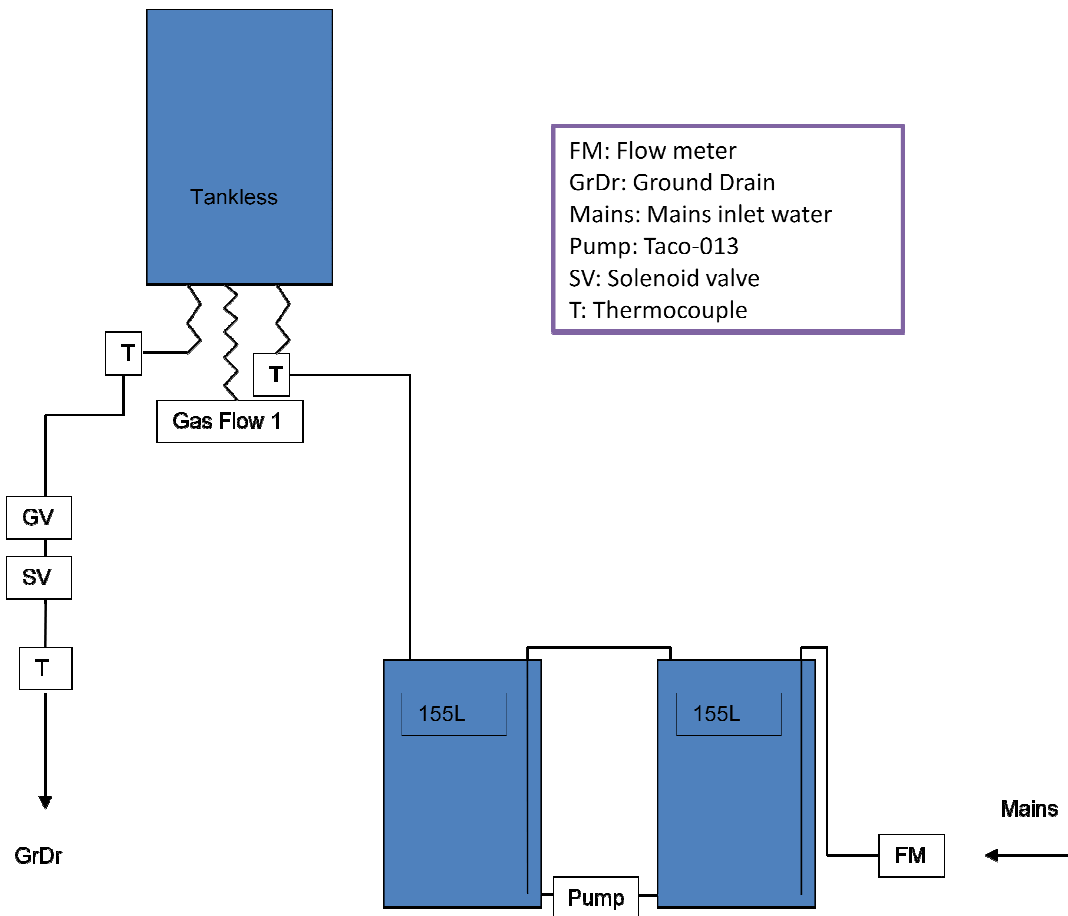 Tankless
FM: Flow meter
GrDr: Ground Drain
Mains: Mains inlet water
Pump: Taco-013
SV: Solenoid valve
T: Thermocouple
T
T
Gas Flow 1
GV
SV
T
GrDr
155L
155L
Mains
FM
Pump